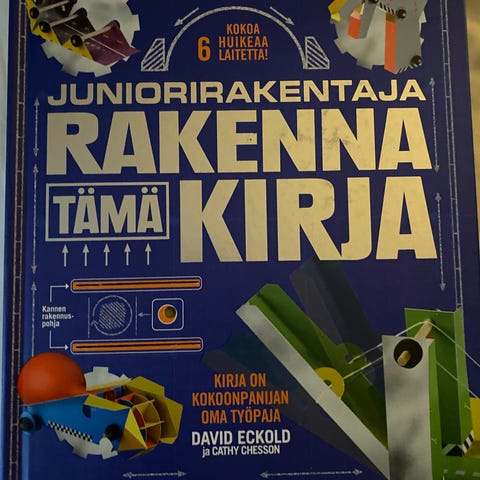 KOKOA
6 HUIKEAA
LAITETTA!
JUNIORIRAKENTAJA
RAKENNA
TÄMÄ KIRJA
Kannen
rakennus-
pohja
KIRJA ON
KOKOONPANIJAN
OMA TYÖPAJA
DAVID ECKOLD
ja CATHY CHESSON